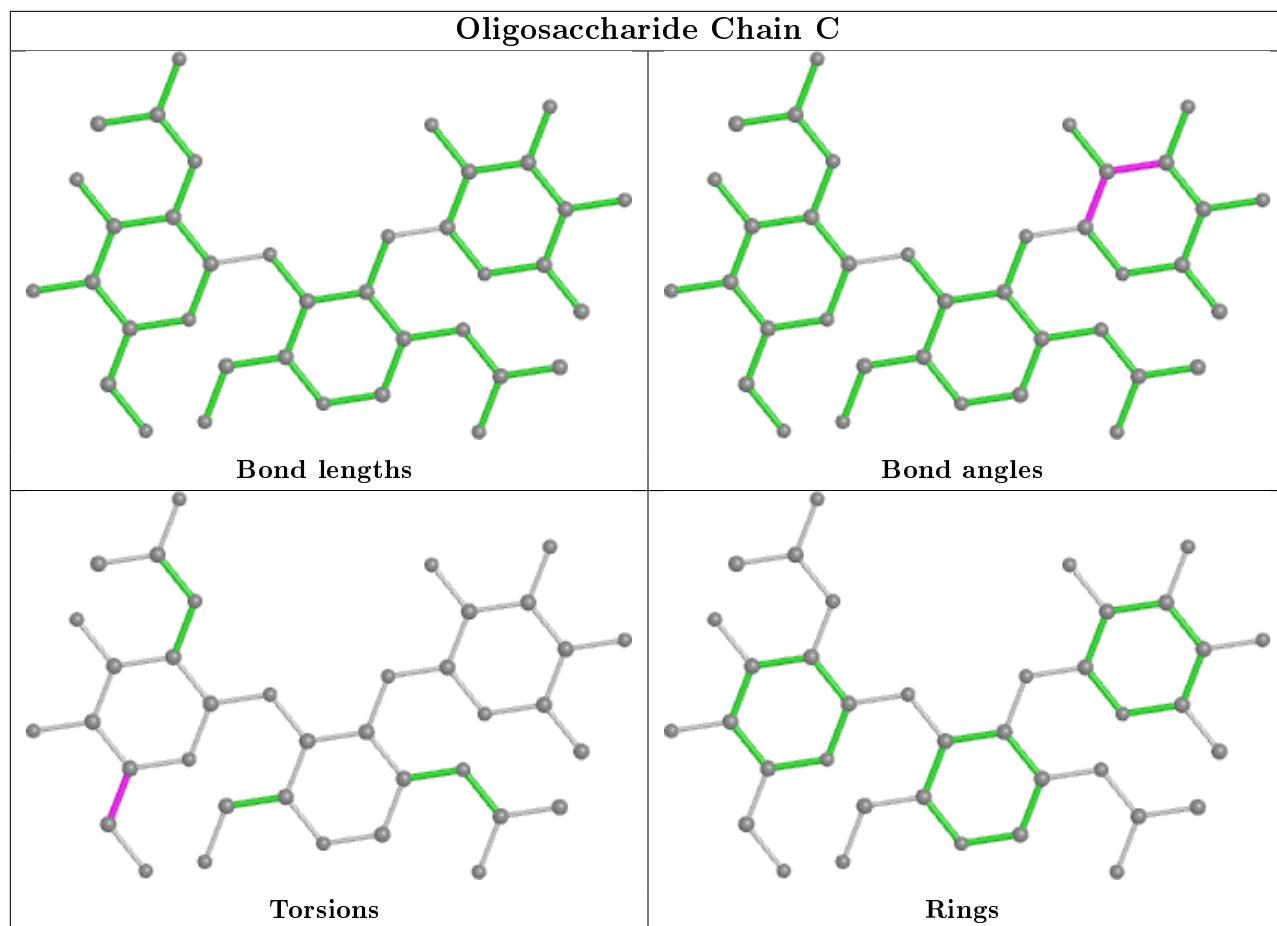 Oligosaccharide Chain C
Bond lengths
Bond angles
Torsions
Rings